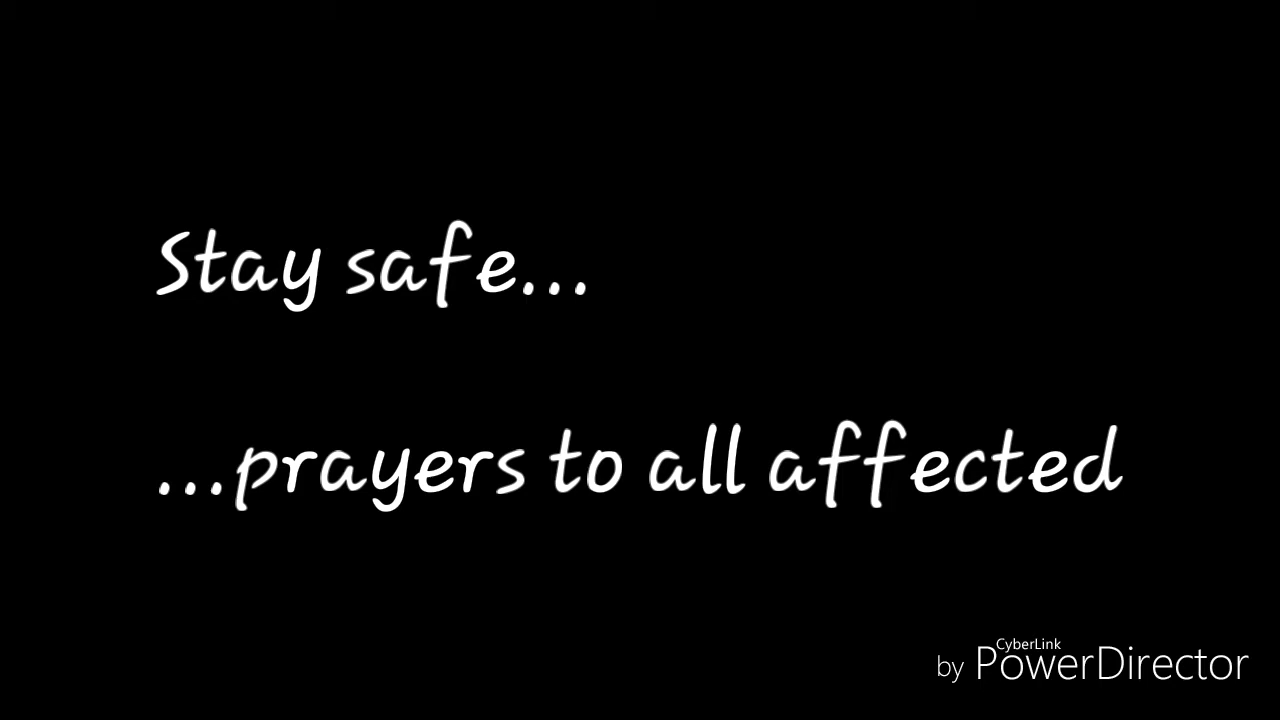 Stay safe...
...prayers to all affected
CyberLink
by PowerDirector